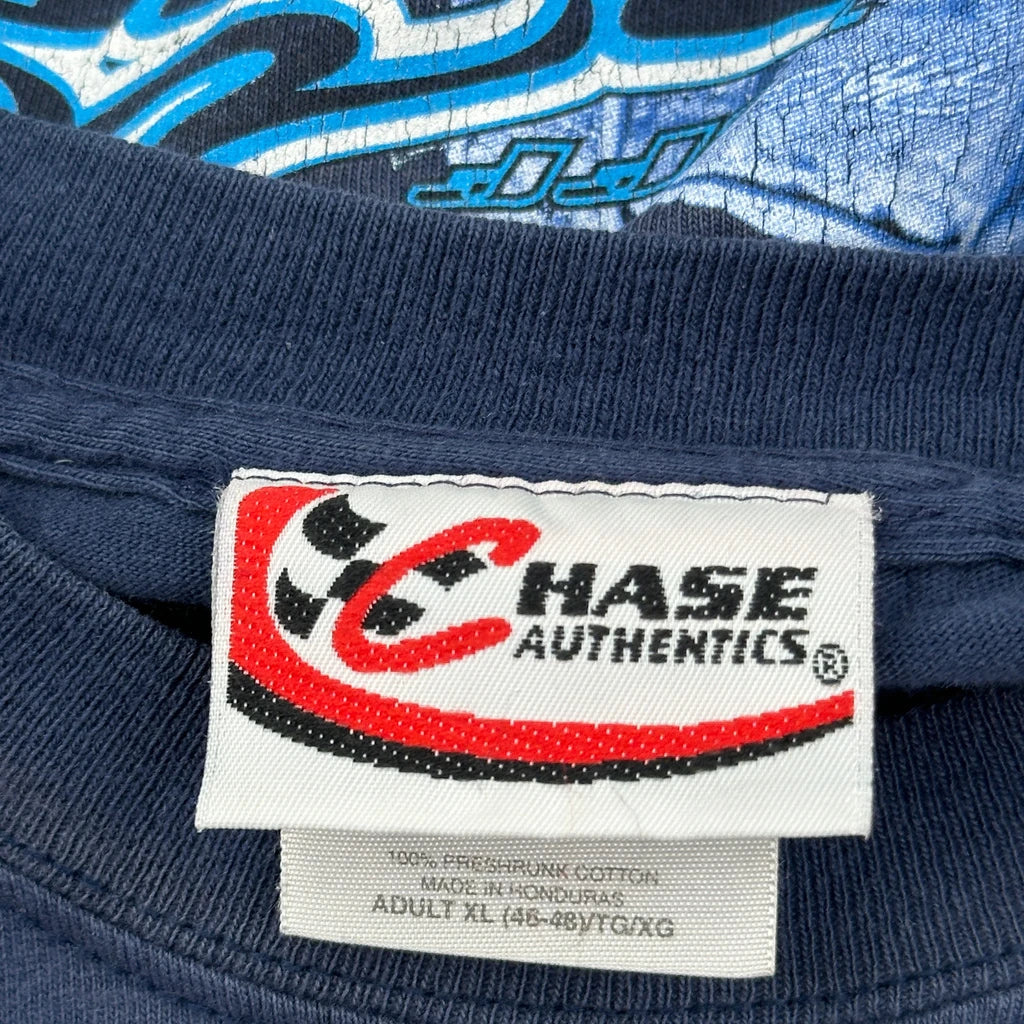 CHASE
AUTHENTICS®
100% PRESHRUNK COTTON
MADE IN HONDURAS
ADULT XL (46-48)/TG/XG